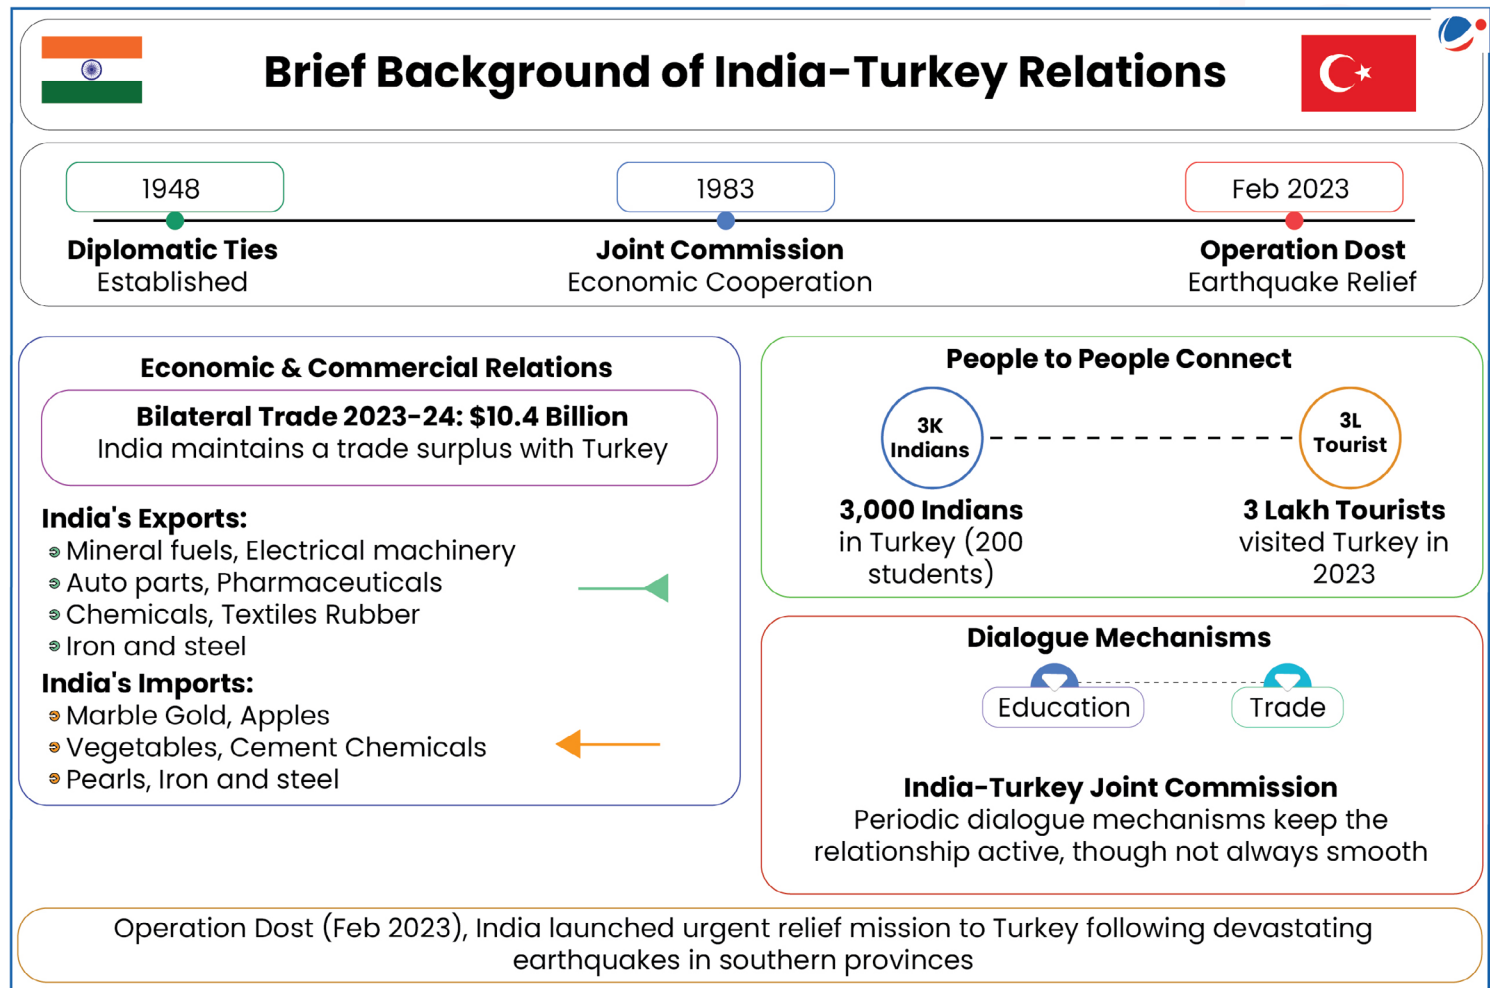 Brief Background of India-Turkey Relations
1948
1983
Feb 2023
Diplomatic Ties
Established
Joint Commission
Economic Cooperation
Operation Dost
Earthquake Relief
Economic & Commercial Relations
Bilateral Trade 2023-24: $10.4 Billion
India maintains a trade surplus with Turkey
India's Exports:
Mineral fuels, Electrical machinery
Auto parts, Pharmaceuticals
Chemicals, Textiles Rubber
Iron and steel
India's Imports:
Marble Gold, Apples
Vegetables, Cement Chemicals
Pearls, Iron and steel
People to People Connect
3K
Indians
3L
Tourist
3,000 Indians
in Turkey (200
students)
3 Lakh Tourists
visited Turkey in
2023
Dialogue Mechanisms
Education
Trade
India-Turkey Joint Commission
Periodic dialogue mechanisms keep the
relationship active, though not always smooth
Operation Dost (Feb 2023), India launched urgent relief mission to Turkey following devastating
earthquakes in southern provinces